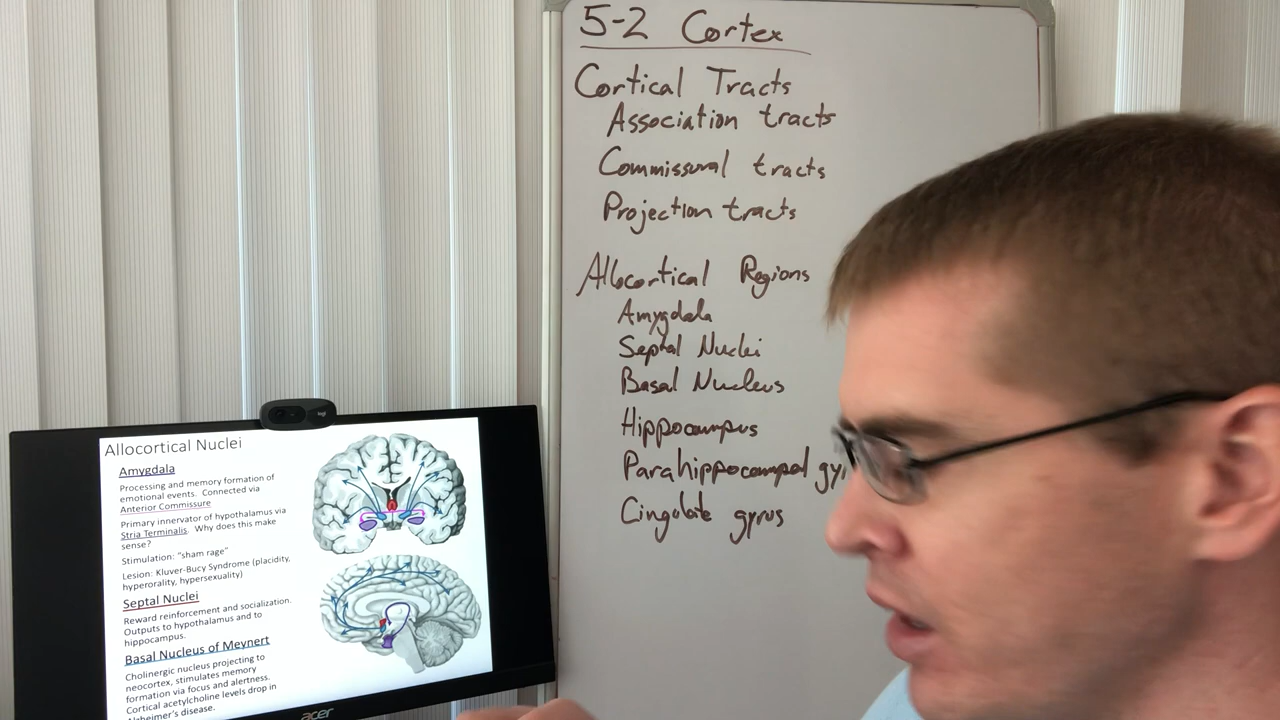 5-2 Cortex
Cortical Tracts
Association tracts
Commissural tracts
Projection tracts
Allocortical Regions
Amygdala
Septal Nuclei
Basal Nucleus
Hippocampus
Parahippocampal gy
Cingulate gyrus
Allocortical Nuclei
Amygdala
Processing and memory formation of
emotional events. Connected via
Anterior Commissure
Primary innervator of hypothalamus via
Stria Terminalis. Why does this make
sense?
Stimulation: "sham rage"
Lesion: Kluver-Bucy Syndrome (placidity,
hyperorality, hypersexuality)
Septal Nuclei
Reward reinforcement and socialization.
Outputs to hypothalamus and to
hippocampus.
Basal Nucleus of Meynert
Cholinergic nucleus projecting to
neocortex, stimulates memory
formation via focus and alertness.
Cortical acetylcholine levels drop in
Alzheimer's disease.
acer
logi